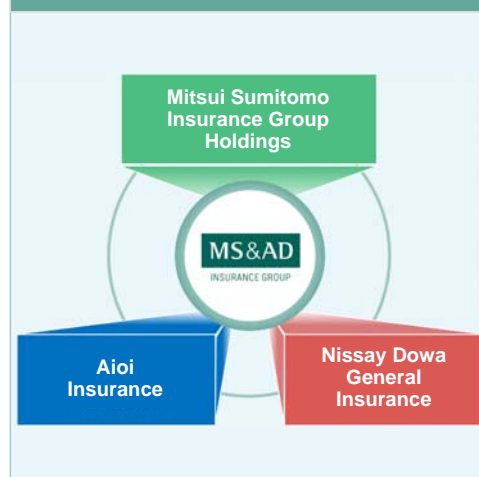 Mitsui Sumitomo
Insurance Group
Holdings
MS&AD
INSURANCE GROUP
Aioi
Insurance
Nissay Dowa
General
Insurance